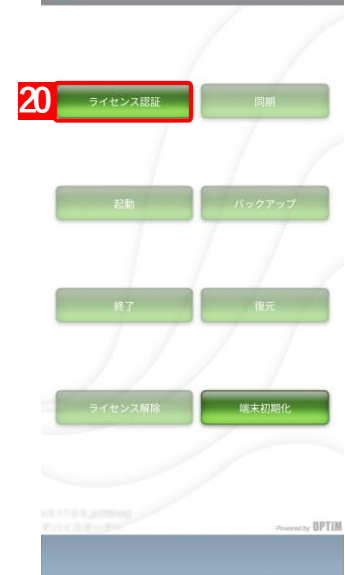 20 ライセンス認証 同期
起動 バックアップ
終了 復元
ライセンス解除 端末初期化
Powered by OPTiM